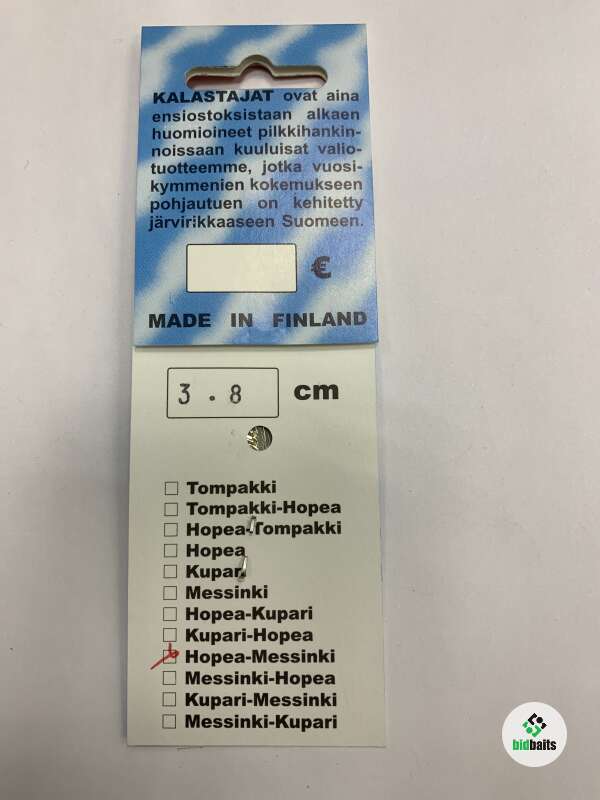 KALASTAJAT ovat aina
ensiostoksistaan alkaen
huomioineet pilkkihankin-
noissaan kuuluisat valio-
tuotteemme, jotka vuosi-
kymmenien kokemukseen
pohjautuen on kehitetty
järvirikkaaseen Suomeen.
€
MADE IN FINLAND
3.8 cm
Tompakki
Tompakki-Hopea
Hopea-Tompakki
Hopea
Kupari
Messinki
Hopea-Kupari
Kupari-Hopea
Hopea-Messinki
Messinki-Hopea
Kupari-Messinki
Messinki-Kupari
bidbaits